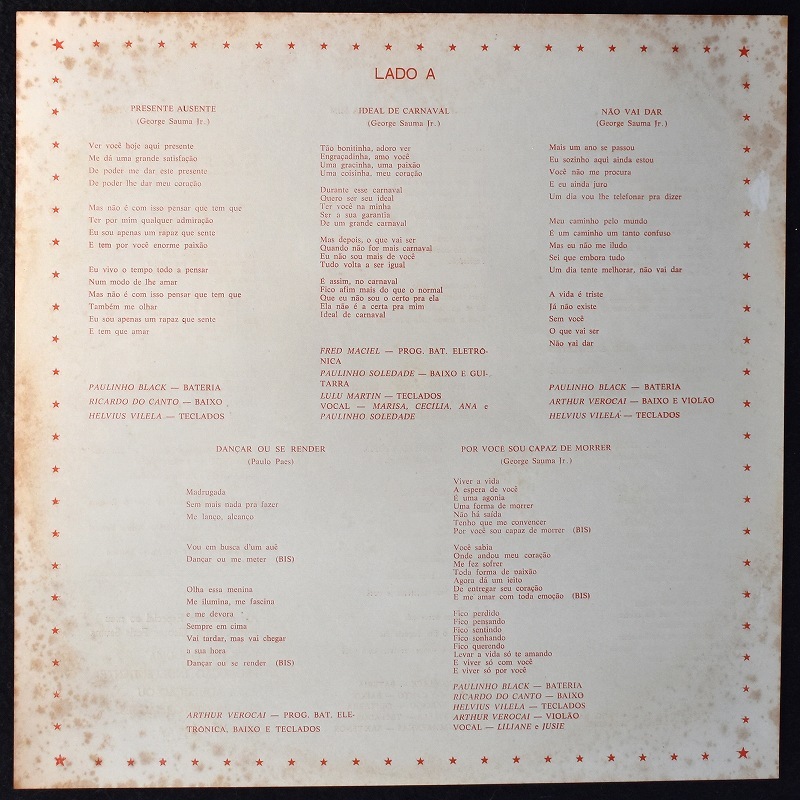 LADO A
PRESENTE AUSENTE
(George Sauma Jr.)
Ver você hoje aqui presente
Me dá uma grande satisfação
De poder me dar este presente
De poder lhe dar meu coração
Mas não é com isso pensar que tem que
Ter por mim qualquer admiração
Eu sou apenas um rapaz que sente
E tem por você enorme paixão
Eu vivo o tempo todo a pensar
Num modo de lhe amar
Mas não é com isso pensar que tem que
Também me olhar
Eu sou apenas um rapaz que sente
E tem que amar
PAULINHO BLACK — BATERIA
RICARDO DO CANTO — BAIXO
HELVIUS VILELA — TECLADOS
IDEAL DE CARNAVAL
(George Sauma Jr.)
Tão bonitinha, adoro ver
Engraçadinha, amo você
Uma gracinha, uma paixão
Uma coisinha, meu coração
Durante esse carnaval
Quero ser seu ideal
Ter você na minha
Ser a sua garantia
De um grande carnaval
Mas depois, o que vai ser
Quando não for mais carnaval
Eu não sou mais de você
Tudo volta a ser igual
É assim, no carnaval
Fico afim mais do que o normal
Que eu não sou o certo pra ela
Ela não é a certa pra mim
Ideal de carnaval
FRED MACIEL — PROG. BAT. ELETRÔ-
NICA
PAULINHO SOLEDADE — BAIXO E GUI-
TARRA
LULU MARTIN — TECLADOS
VOCAL — MARISA, CECILIA, ANA e
PAULINHO SOLEDADE
NÃO VAI DAR
(George Sauma Jr.)
Mais um ano se passou
Eu sozinho aqui ainda estou
Você não me procura
E eu ainda juro
Um dia vou lhe telefonar pra dizer
Meu caminho pelo mundo
É um caminho um tanto confuso
Mas eu não me iludo
Sei que embora tudo
Um dia tente melhorar, não vai dar
A vida é triste
Já não existe
Sem você
O que vai ser
Não vai dar
PAULINHO BLACK — BATERIA
ARTHUR VEROCAI — BAIXO E VIOLÃO
HELVIUS VILELA — TECLADOS
DANÇAR OU SE RENDER
(Paulo Paes)
Madrugada
Sem mais nada pra fazer
Me lanço, alcanço
Vou em busca d'um auê
Dançar ou me meter (BIS)
Olha essa menina
Me ilumina, me fascina
e me devora
Sempre em cima
Vai tardar, mas vai chegar
a sua hora
Dançar ou se render (BIS)
ARTHUR VEROCAI — PROG. BAT. ELE-
TRÔNICA, BAIXO E TECLADOS
POR VOCÊ SOU CAPAZ DE MORRER
(George Sauma Jr.)
Viver a vida
A espera de você
É uma agonia
Uma forma de morrer
Não há saída
Tenho que me convencer
Por você sou capaz de morrer (BIS)
Você sabia
Onde andou meu coração
Me fez sofrer
Toda forma de paixão
Agora dá um jeito
De entregar seu coração
E me amar com toda emoção (BIS)
Fico perdido
Fico pensando
Fico sentindo
Fico sonhando
Fico querendo
Levar a vida só te amando
E viver só com você
E viver só por você
PAULINHO BLACK — BATERIA
RICARDO DO CANTO — BAIXO
HELVIUS VILELA — TECLADOS
ARTHUR VEROCAI — VIOLÃO
VOCAL — LILIANE e JUSIE